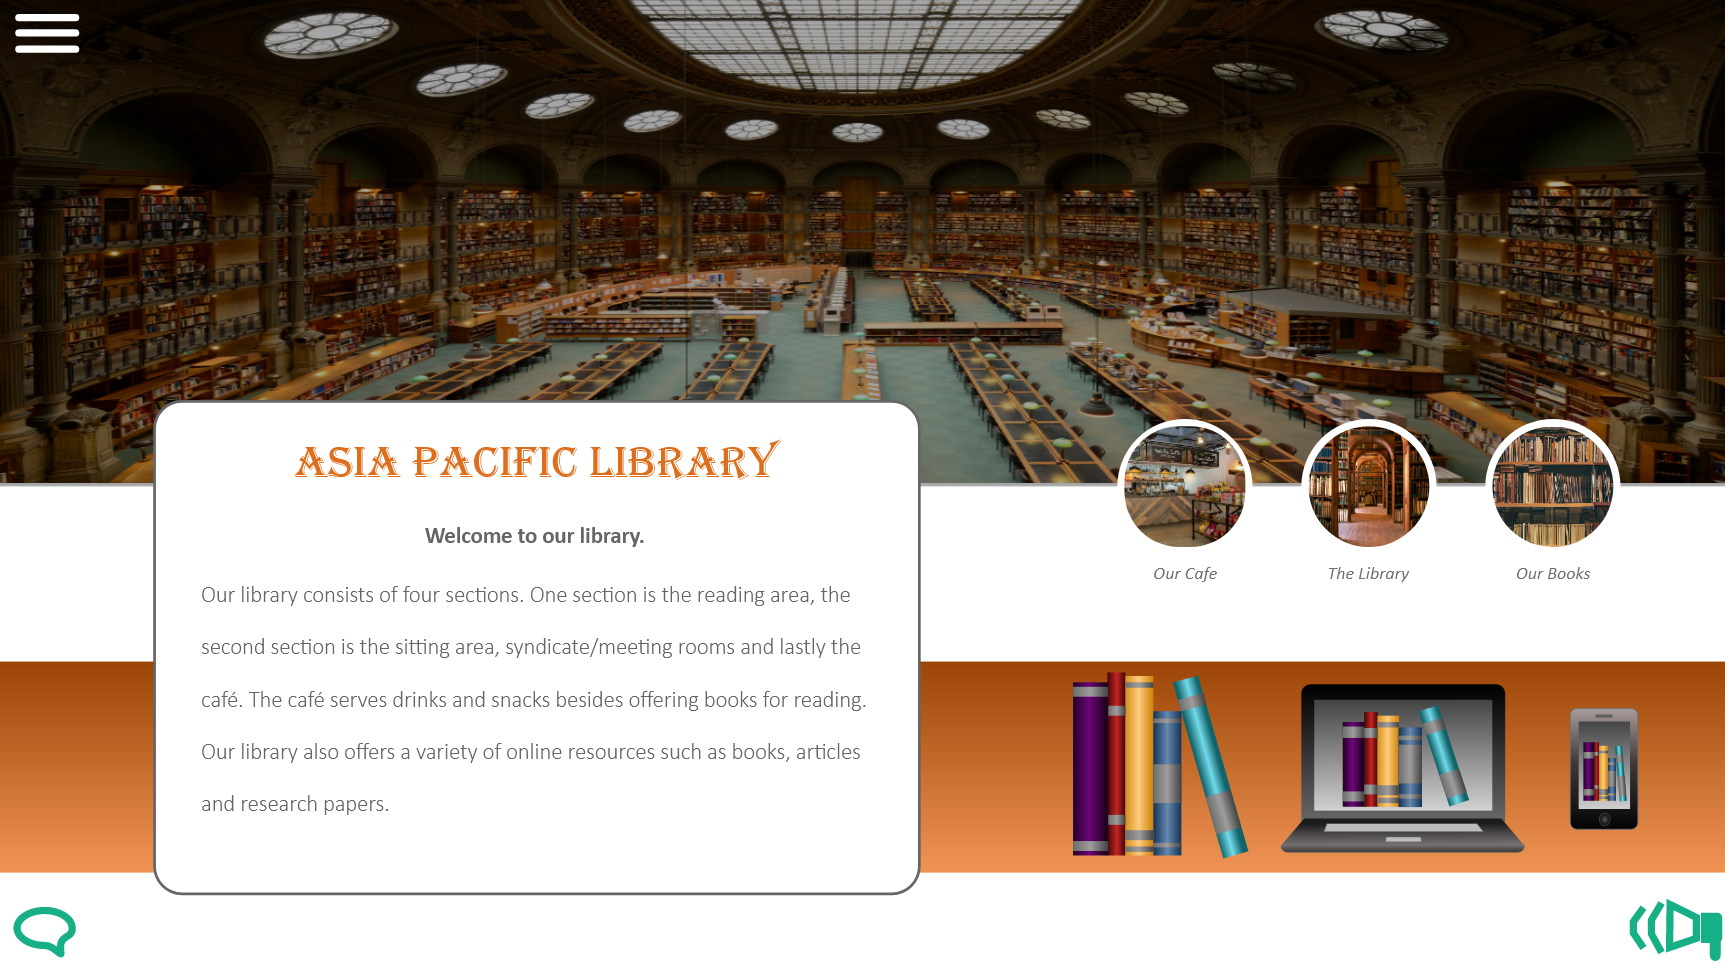 ASIA PACIFIC LIBRARY
Welcome to our library.
Our library consists of four sections. One section is the reading area, the
second section is the sitting area, syndicate/meeting rooms and lastly the
café. The café serves drinks and snacks besides offering books for reading.
Our library also offers a variety of online resources such as books, articles
and research papers.
Our Cafe
The Library
Our Books